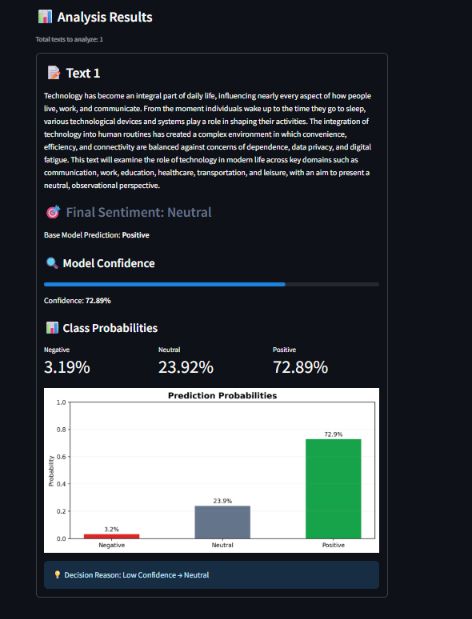 📊 Analysis Results
Total texts to analyze: 1
📝 Text 1
Technology has become an integral part of daily life, influencing nearly every aspect of how people
live, work, and communicate. From the moment individuals wake up to the time they go to sleep,
various technological devices and systems play a role in shaping their activities. The integration of
technology into human routines has created a complex environment in which convenience,
efficiency, and connectivity are balanced against concerns of dependence, data privacy, and digital
fatigue. This text will examine the role of technology in modern life across key domains such as
communication, work, education, healthcare, transportation, and leisure, with an aim to present a
neutral, observational perspective.
🎯 Final Sentiment: Neutral
Base Model Prediction: Positive
🔍 Model Confidence
Confidence: 72.89%
📊 Class Probabilities
Negative Neutral Positive
3.19% 23.92% 72.89%
Prediction Probabilities
Probability
1.0
0.8
0.6
0.4
0.2
0.0
3.2%
23.9%
72.9%
Negative Neutral Positive
💡 Decision Reason: Low Confidence → Neutral